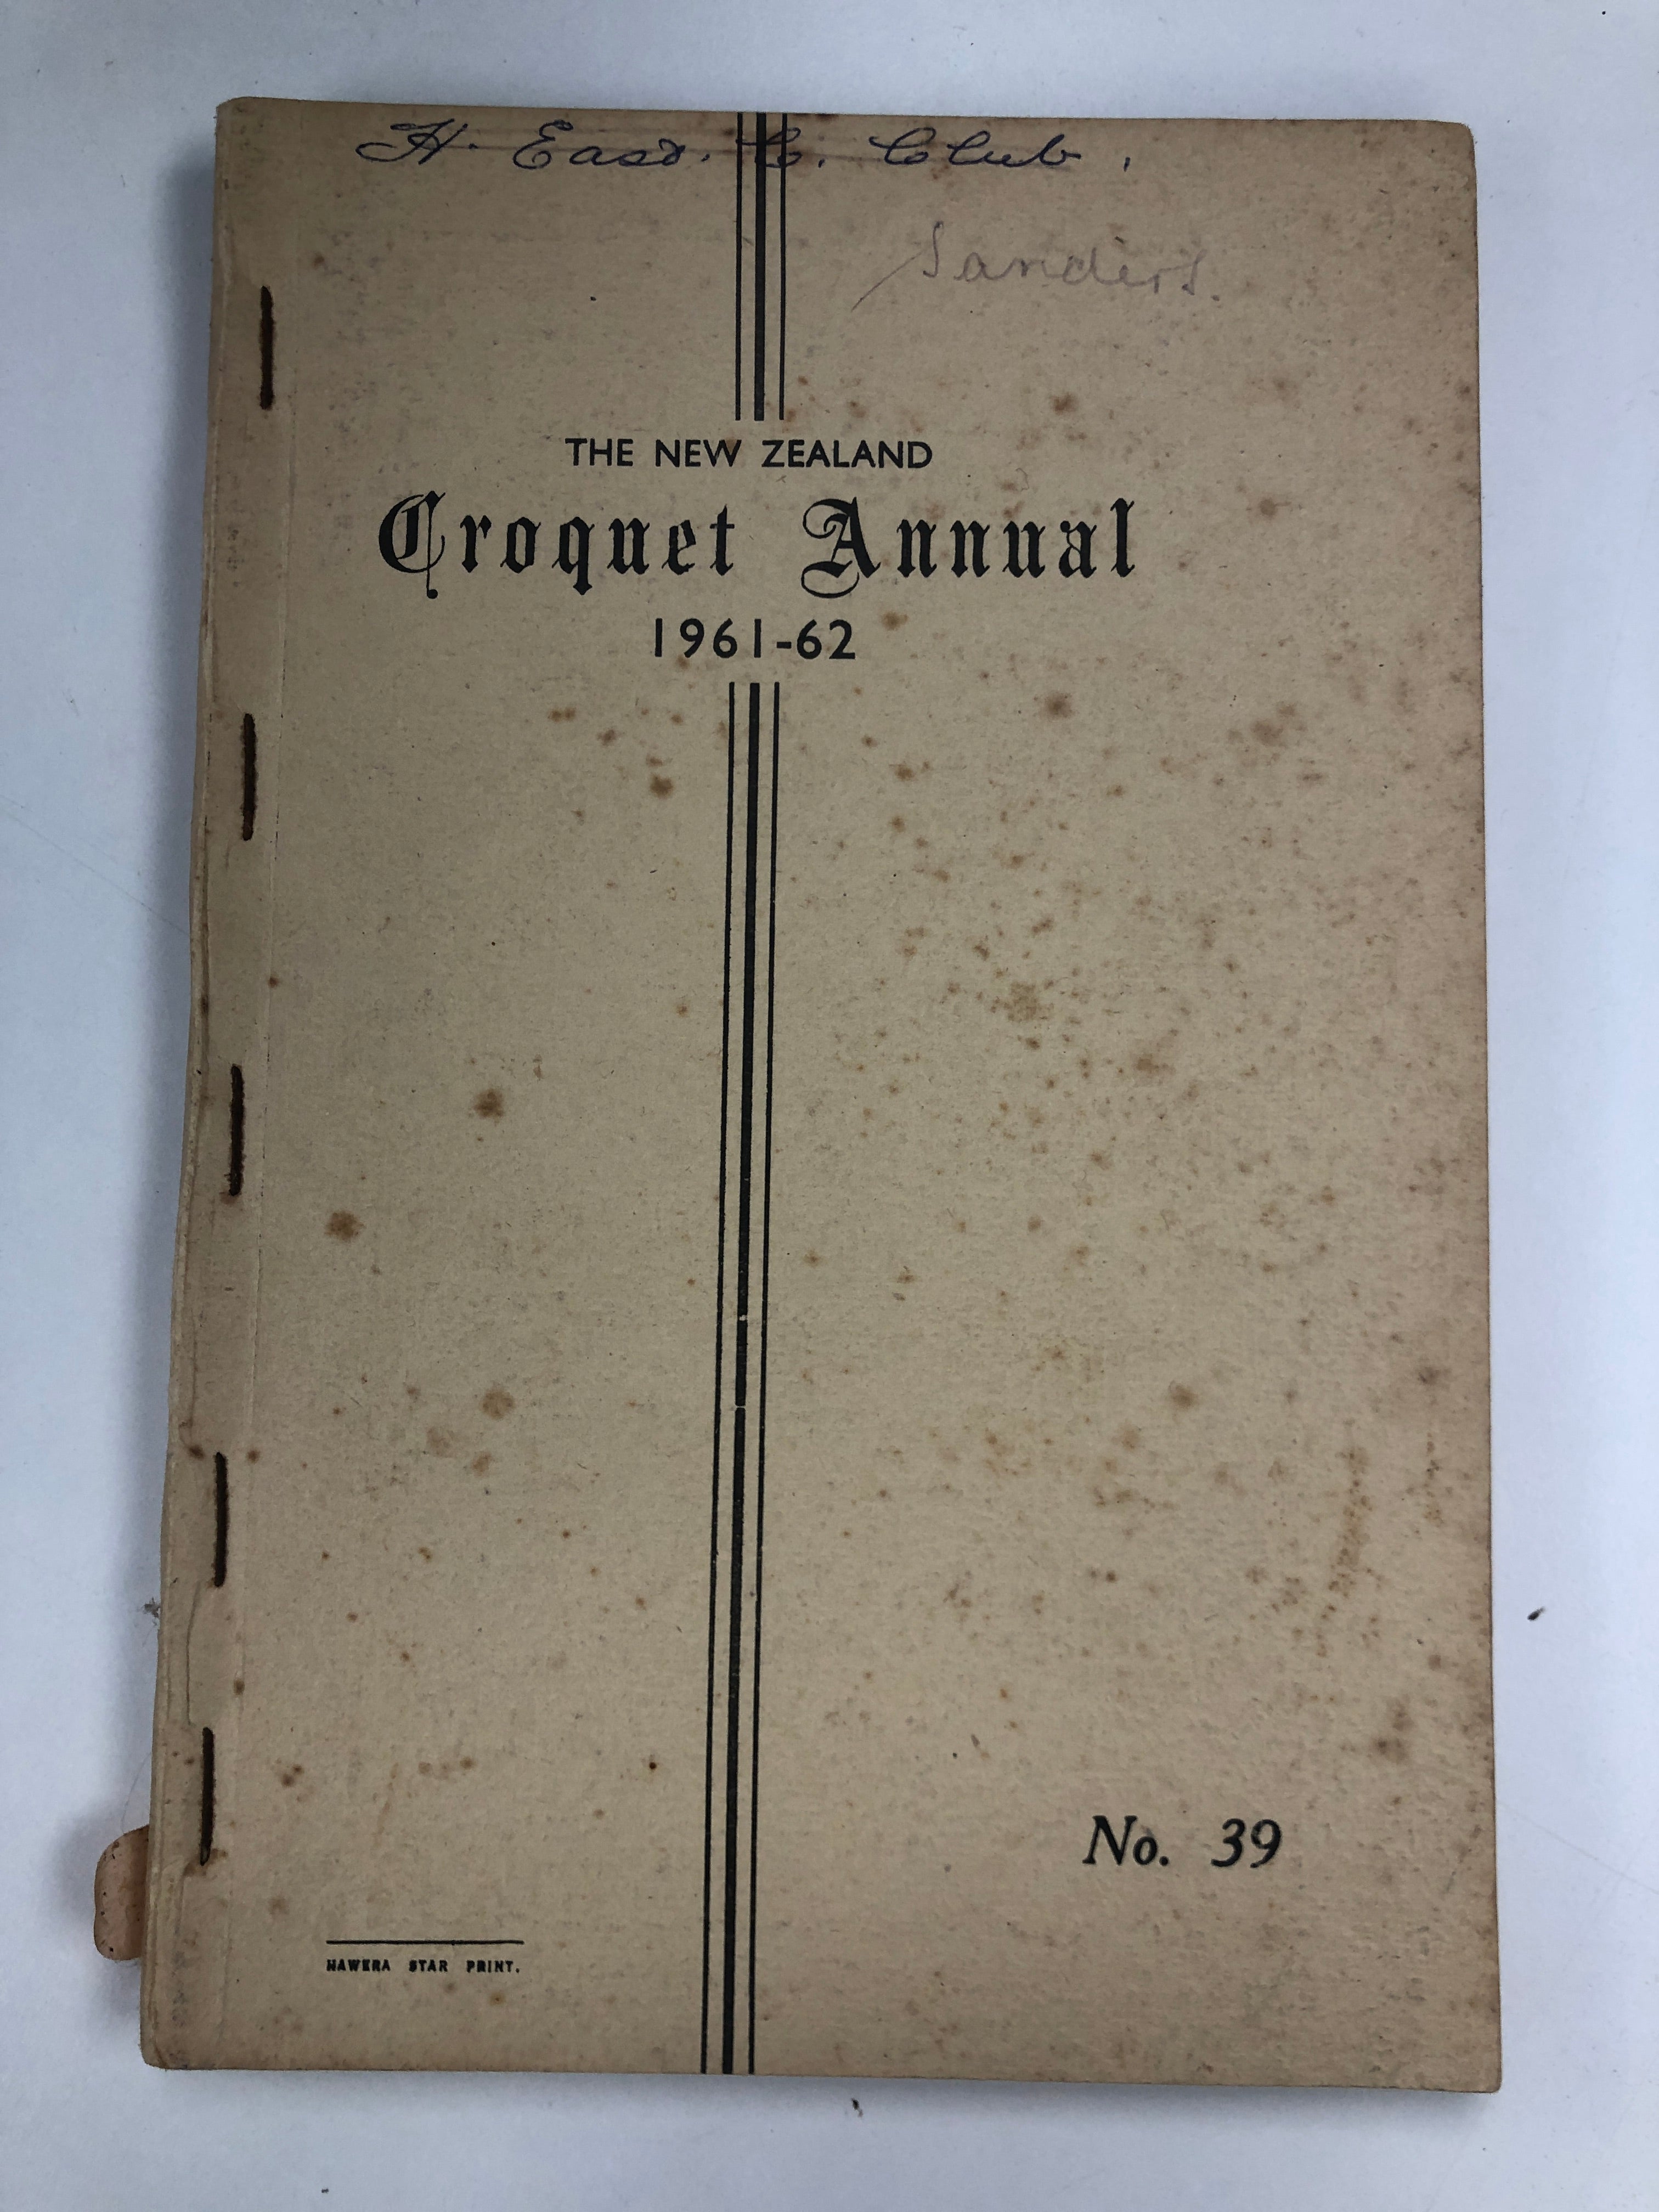 H. East. C. Club.
Sanders.
THE NEW ZEALAND
Croquet Annual
1961-62
No. 39
HAWERA STAR PRINT.